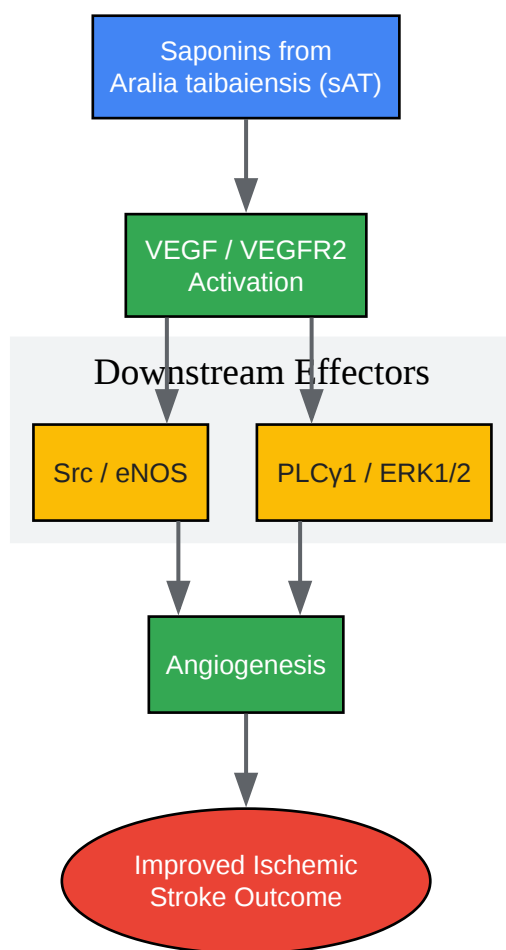 Saponins from
Aralia taibaiensis (sAT)
VEGF / VEGFR2
Activation
Downstream Effectors
Src / eNOS
PLCγ1 / ERK1/2
Angiogenesis
Improved Ischemic
Stroke Outcome